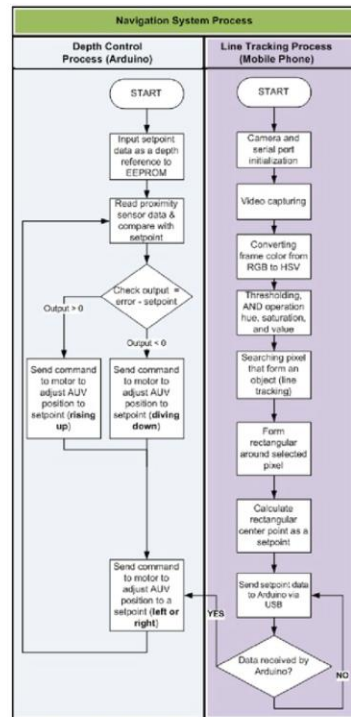 Navigation System Process
Depth Control
Process (Arduino)
START
Input setpoint
data as a depth
reference to
EEPROM
Read proximity
sensor data &
compare with
setpoint
Check output =
error - setpoint
Output > 0
Output < 0
Send command
to motor to
adjust AUV
position to
setpoint (rising
up)
Send command
to motor to
adjust AUV
position to
setpoint (diving
down)
Send command
to motor to
adjust AUV
position to a
setpoint (left or
right)
Line Tracking Process
(Mobile Phone)
START
Camera and
serial port
initialization
Video capturing
Converting
frame color from
RGB to HSV
Thresholding,
AND operation
hue, saturation,
and value
Searching pixel
that form an
object (line
tracking)
Form
rectangular
around selected
pixel
Calculate
rectangular
center point as a
setpoint
Send setpoint
data to Arduino via
USB
YES
Data received by
Arduino?
NO